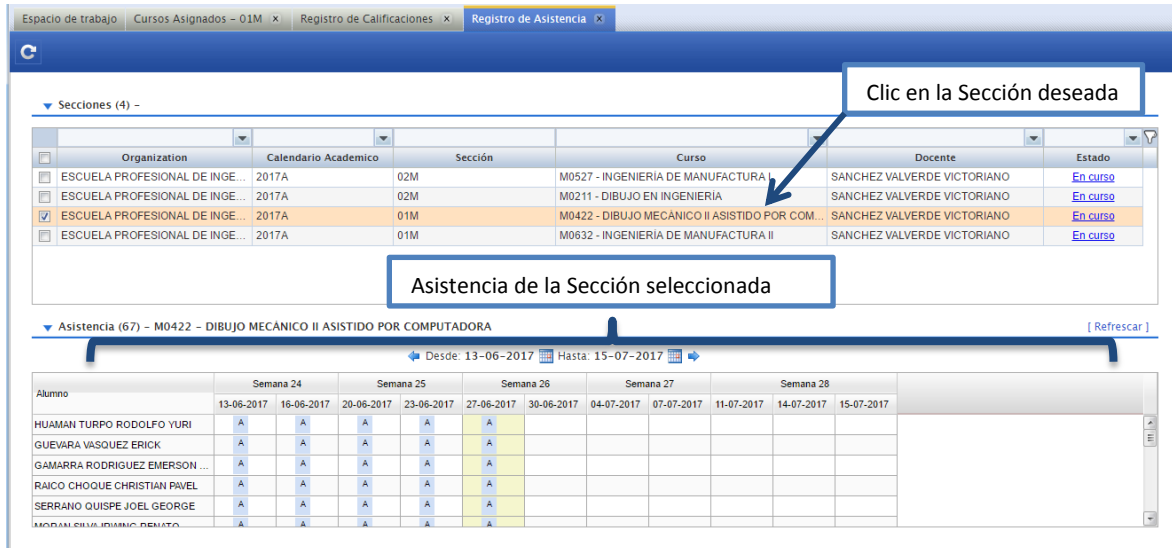 Espacio de trabajo Cursos Asignados - 01M x Registro de Calificaciones x Registro de Asistencia x
Clic en la Sección deseada
Secciones (4) -
Organization Calendario Academico Sección Curso Docente Estado
ESCUELA PROFESIONAL DE INGE... 2017A 02M M0527 - INGENIERÍA DE MANUFACTURA I SANCHEZ VALVERDE VICTORIANO En curso
ESCUELA PROFESIONAL DE INGE... 2017A 02M M0211 - DIBUJO EN INGENIERÍA SANCHEZ VALVERDE VICTORIANO En curso
ESCUELA PROFESIONAL DE INGE... 2017A 01M M0422 - DIBUJO MECÁNICO II ASISTIDO POR COM... SANCHEZ VALVERDE VICTORIANO En curso
ESCUELA PROFESIONAL DE INGE... 2017A 01M M0632 - INGENIERÍA DE MANUFACTURA II SANCHEZ VALVERDE VICTORIANO En curso
Asistencia de la Sección seleccionada
Asistencia (67) - M0422 - DIBUJO MECÁNICO II ASISTIDO POR COMPUTADORA [ Refrescar ]
Desde: 13-06-2017 Hasta: 15-07-2017
Alumno Semana 24 Semana 25 Semana 26 Semana 27 Semana 28
13-06-2017 16-06-2017 20-06-2017 23-06-2017 27-06-2017 30-06-2017 04-07-2017 07-07-2017 11-07-2017 14-07-2017 15-07-2017
HUAMAN TURPO RODOLFO YURI A A A A A
GUEVARA VASQUEZ ERICK A A A A A
GAMARRA RODRIGUEZ EMERSON ... A A A A A
RAICO CHOQUE CHRISTIAN PAVEL A A A A A
SERRANO QUISPE JOEL GEORGE A A A A A
MORAN SILVA IRWING RENATO A A A A A